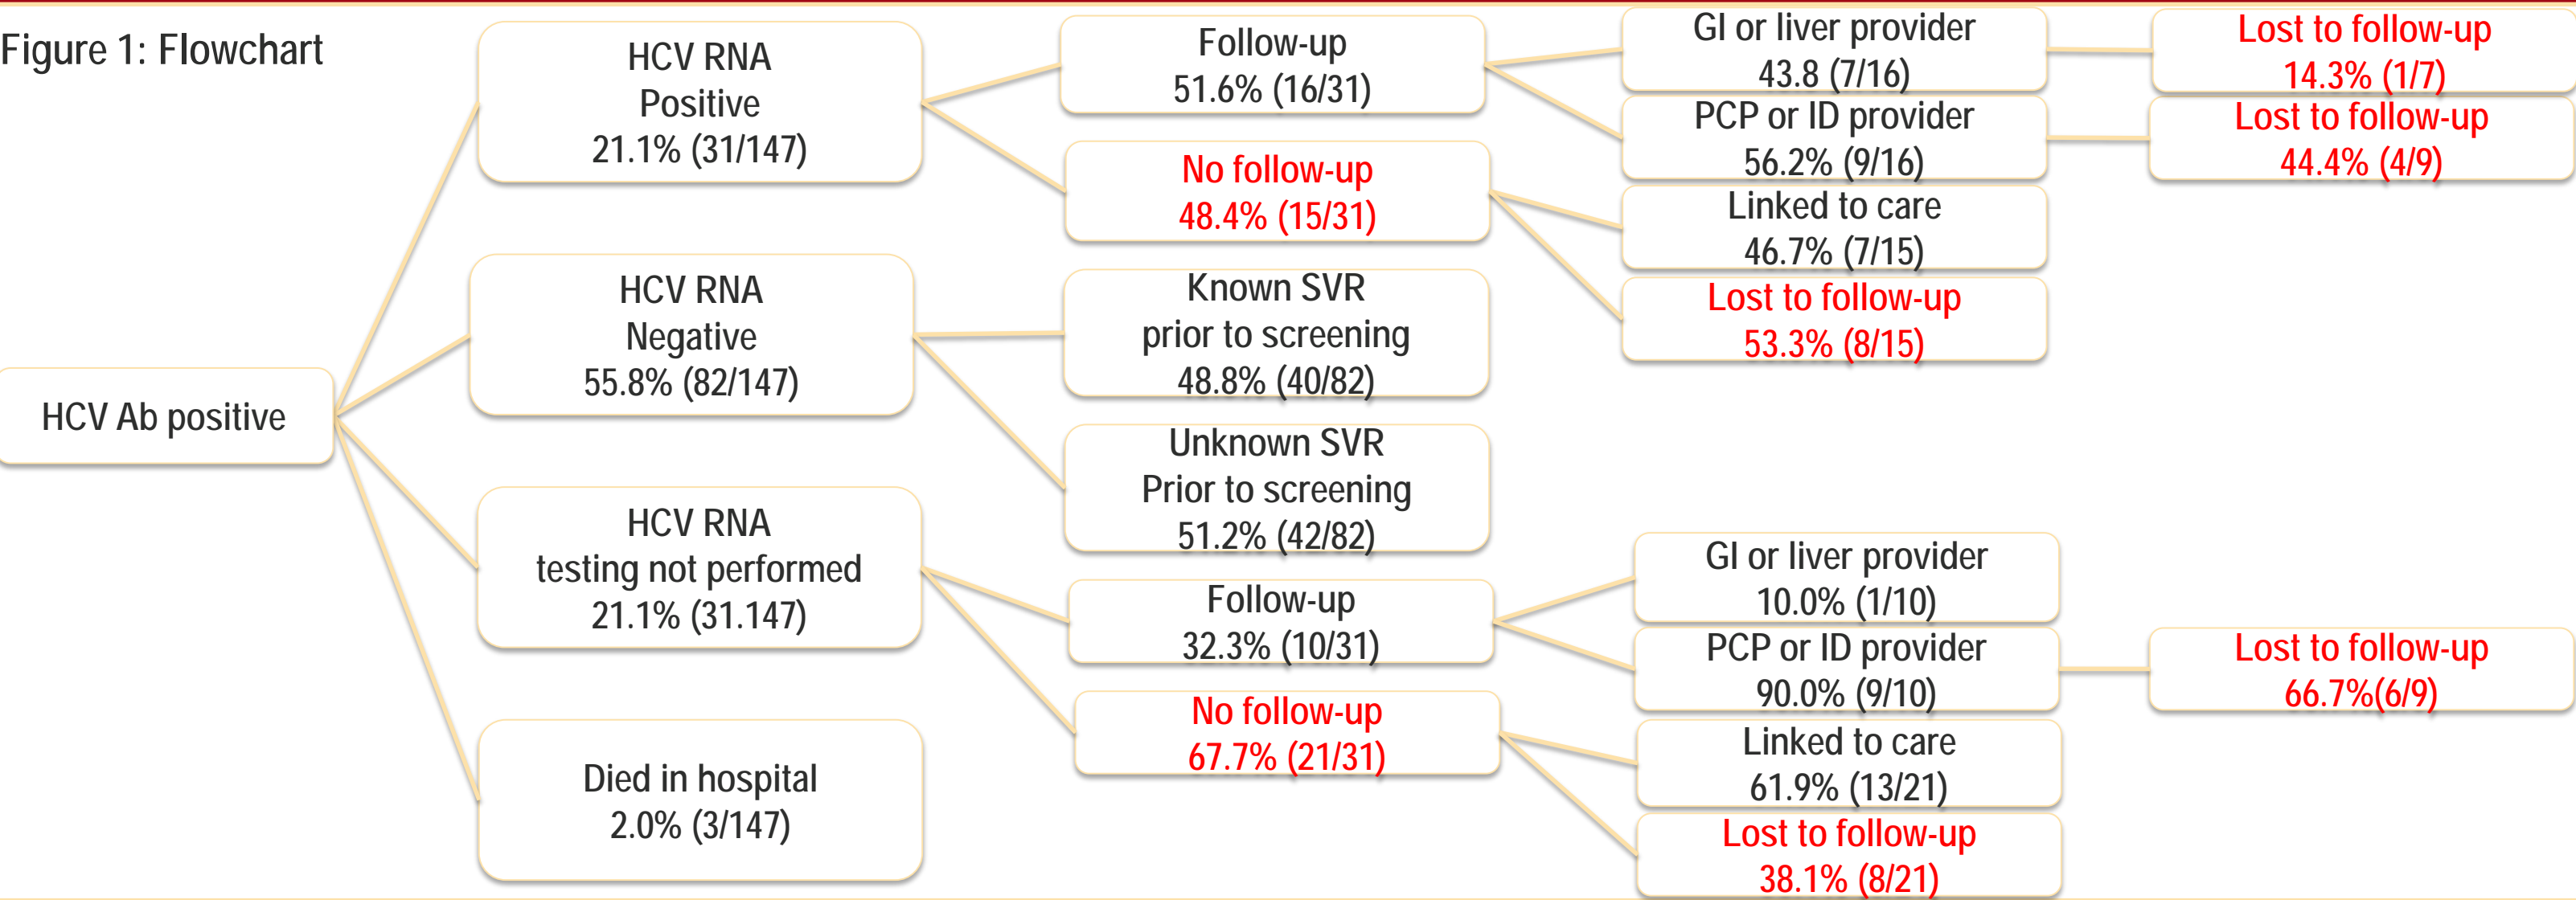 Figure 1: Flowchart
HCV Ab positive
HCV RNA
Positive
21.1% (31/147)
HCV RNA
Negative
55.8% (82/147)
HCV RNA
testing not performed
21.1% (31.147)
Died in hospital
2.0% (3/147)
Follow-up
51.6% (16/31)
No follow-up
48.4% (15/31)
Known SVR
prior to screening
48.8% (40/82)
Unknown SVR
Prior to screening
51.2% (42/82)
Follow-up
32.3% (10/31)
No follow-up
67.7% (21/31)
GI or liver provider
43.8 (7/16)
PCP or ID provider
56.2% (9/16)
Linked to care
46.7% (7/15)
Lost to follow-up
53.3% (8/15)
GI or liver provider
10.0% (1/10)
PCP or ID provider
90.0% (9/10)
Linked to care
61.9% (13/21)
Lost to follow-up
38.1% (8/21)
Lost to follow-up
14.3% (1/7)
Lost to follow-up
44.4% (4/9)
Lost to follow-up
66.7%(6/9)